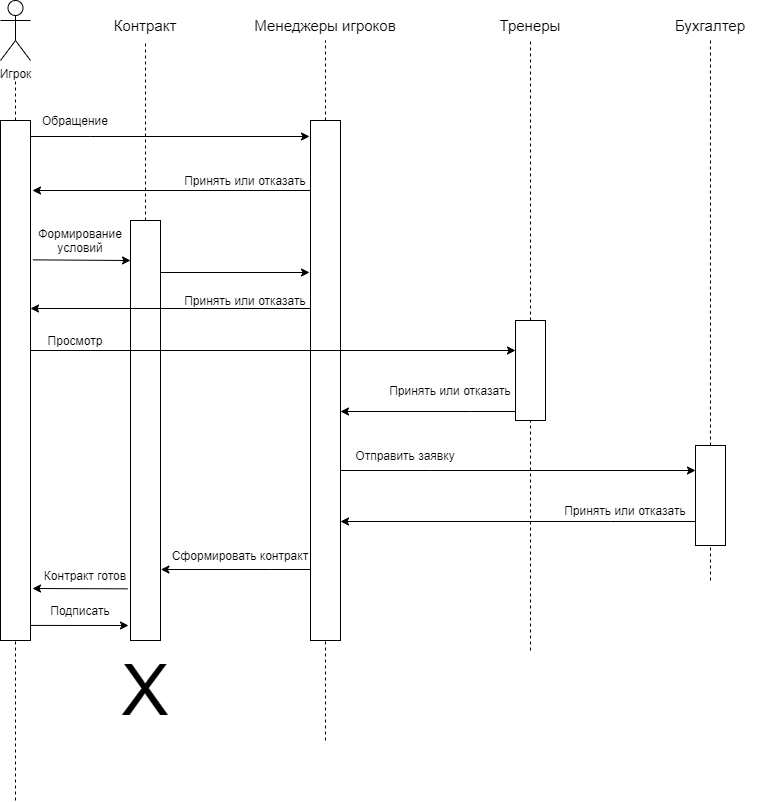 Контракт
Менеджеры игроков
Тренеры
Бухгалтер
Игрок
Обращение
Принять или отказать
Формирование
условий
Принять или отказать
Просмотр
Принять или отказать
Отправить заявку
Принять или отказать
Сформировать контракт
Контракт готов
Подписать
X